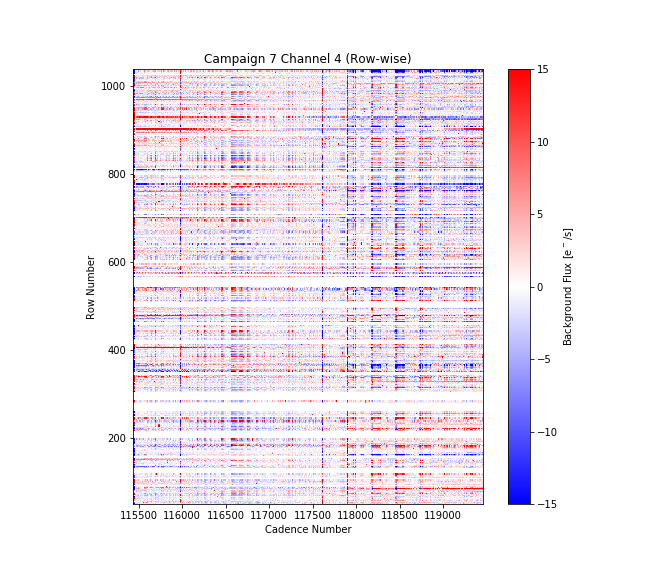 Campaign 7 Channel 4 (Row-wise)
1000
800
600
400
200
Row Number
115500 116000 116500 117000 117500 118000 118500 119000
Cadence Number
15
10
5
0
−5
−10
−15
Background Flux [e⁻/s]